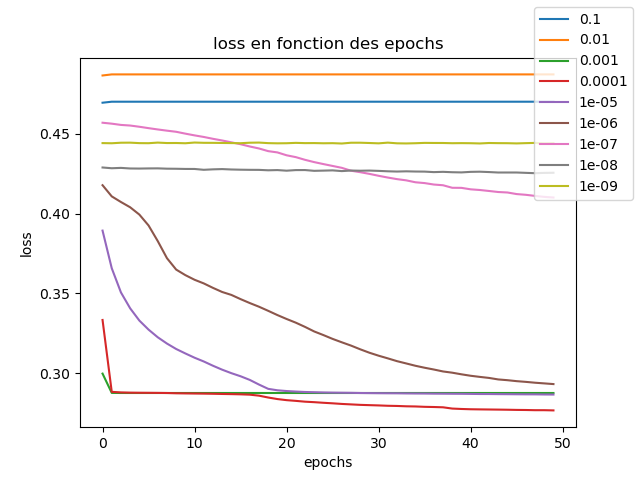 loss en fonction des epochs
0.1
0.01
0.001
0.0001
1e-05
1e-06
1e-07
1e-08
1e-09
loss
0.45
0.40
0.35
0.30
0 10 20 30 40 50
epochs